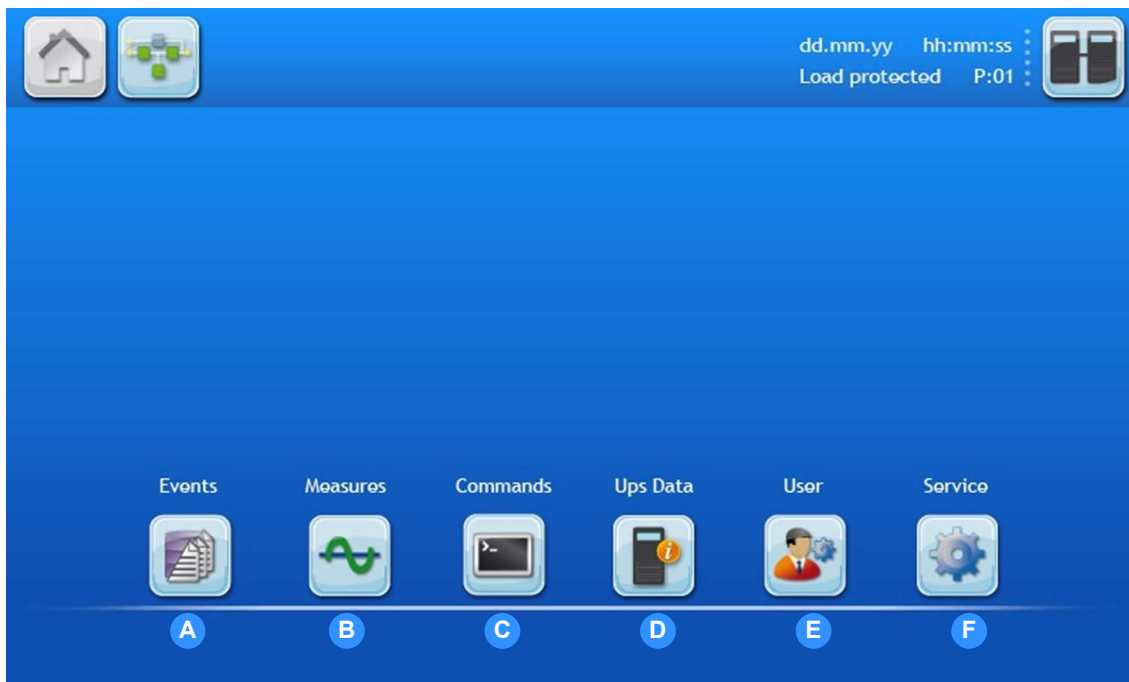 dd.mm.yy hh:mm:ss
Load protected P:01
Events Measures Commands Ups Data User Service
>_
i
A B C D E F